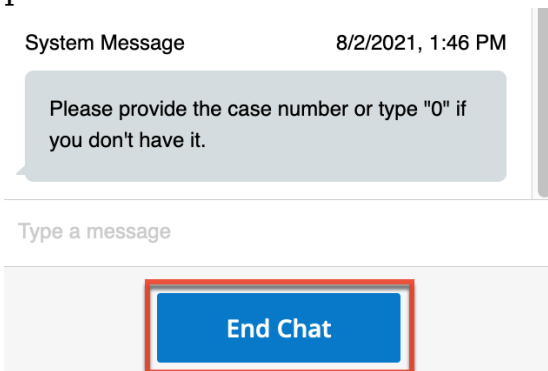 System Message 8/2/2021, 1:46 PM
Please provide the case number or type "0" if
you don't have it.
Type a message
End Chat